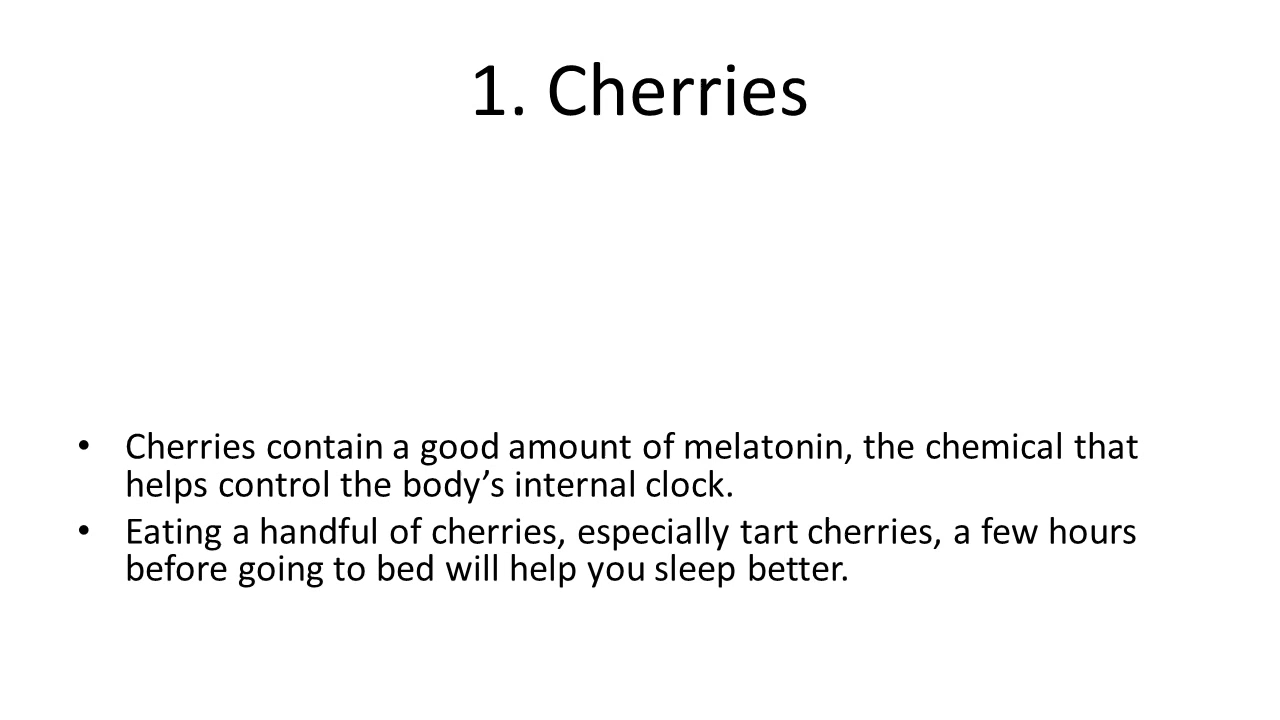 1. Cherries
• Cherries contain a good amount of melatonin, the chemical that
helps control the body’s internal clock.
• Eating a handful of cherries, especially tart cherries, a few hours
before going to bed will help you sleep better.